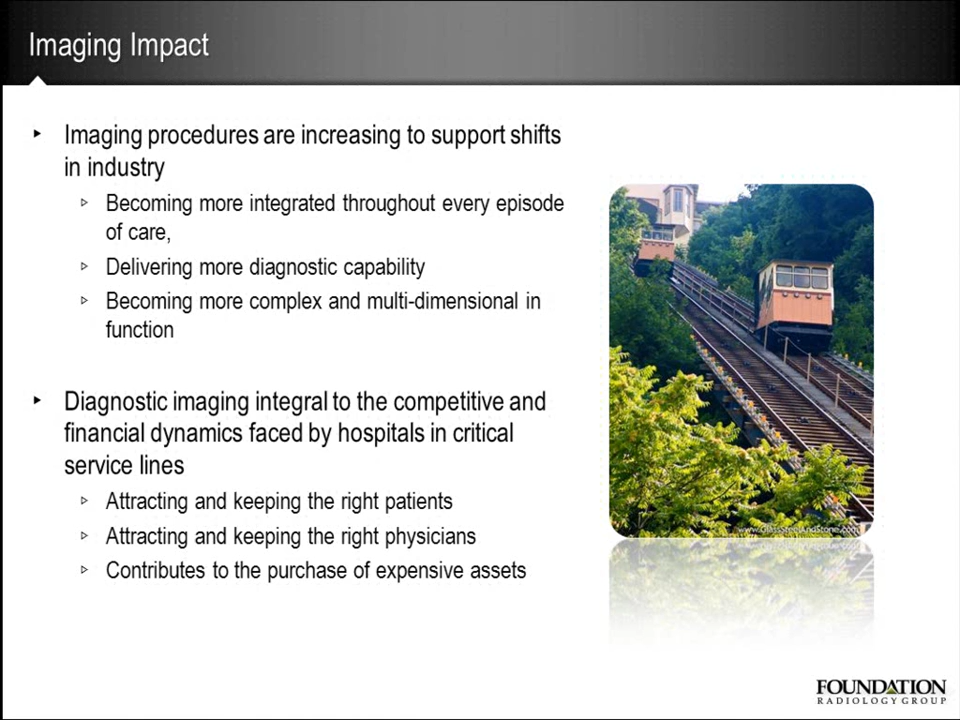 Imaging Impact
Imaging procedures are increasing to support shifts
in industry
Becoming more integrated throughout every episode
of care,
Delivering more diagnostic capability
Becoming more complex and multi-dimensional in
function
Diagnostic imaging integral to the competitive and
financial dynamics faced by hospitals in critical
service lines
Attracting and keeping the right patients
Attracting and keeping the right physicians
Contributes to the purchase of expensive assets
www.GlassSteelAndStone.com
FOUNDATION
RADIOLOGY GROUP